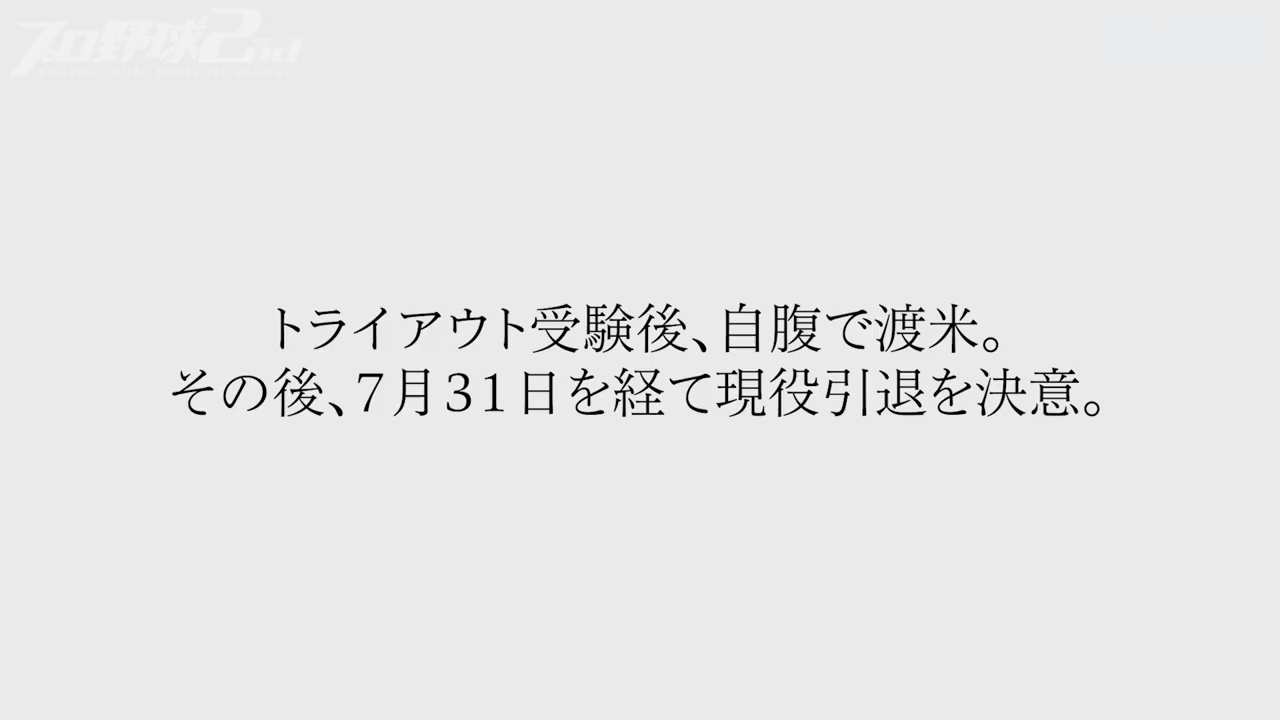 プロ野球2nd
トライアウト受験後、自腹で渡米。
その後、７月３１日を経て現役引退を決意。